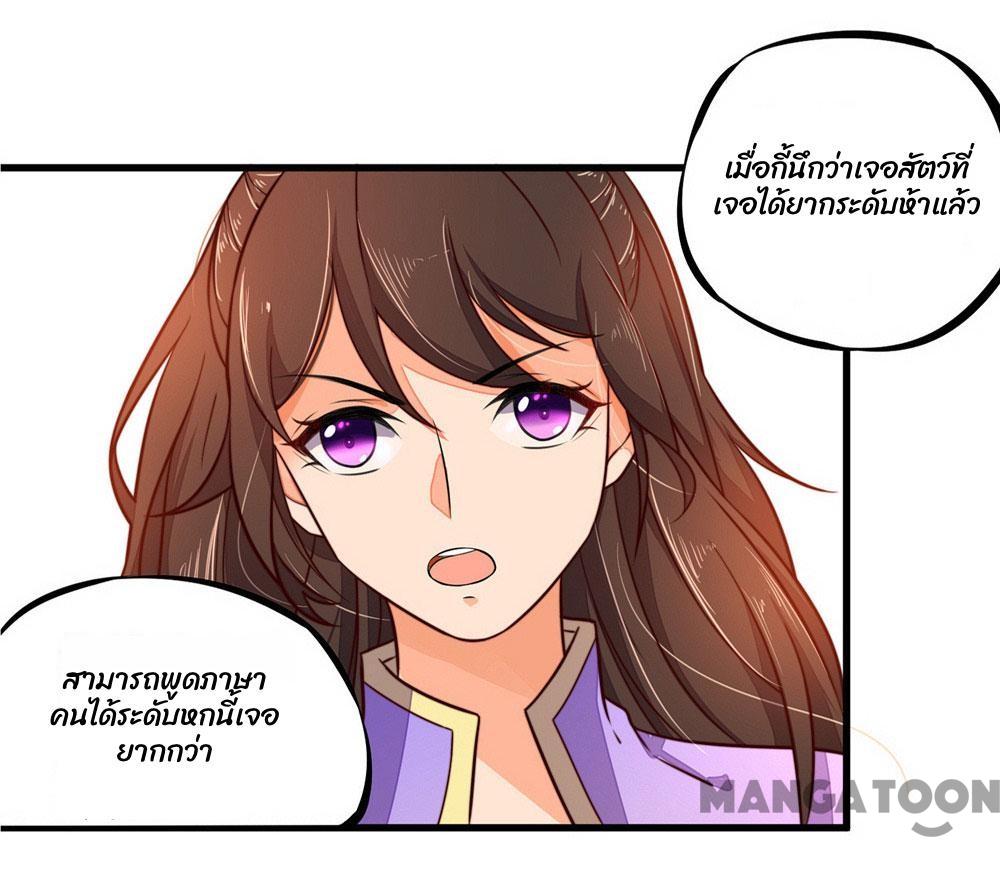 เมื่อกี้นึกว่าเจอสัตว์ที่
เจอได้ยากระดับห้าแล้ว
สามารถพูดภาษา
คนได้ระดับหกนี้เจอ
ยากกว่า
MANGATOON